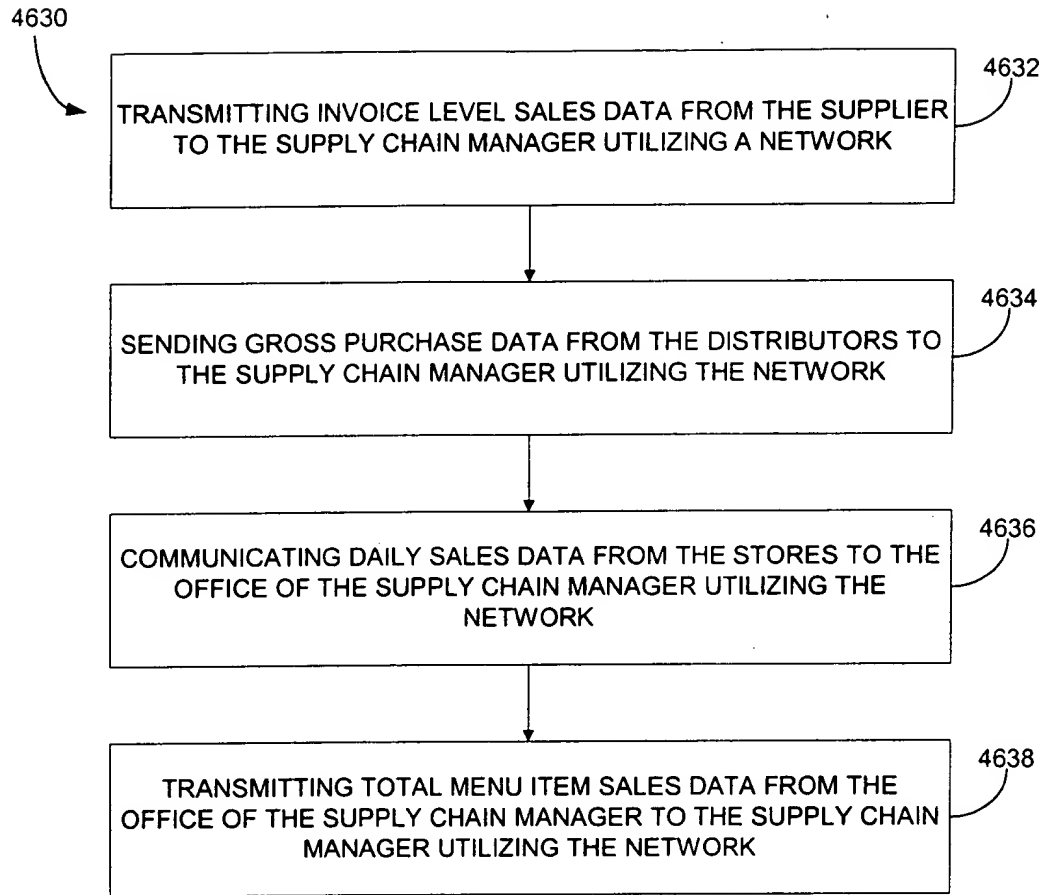 4630
4632
TRANSMITTING INVOICE LEVEL SALES DATA FROM THE SUPPLIER
TO THE SUPPLY CHAIN MANAGER UTILIZING A NETWORK
4634
SENDING GROSS PURCHASE DATA FROM THE DISTRIBUTORS TO
THE SUPPLY CHAIN MANAGER UTILIZING THE NETWORK
4636
COMMUNICATING DAILY SALES DATA FROM THE STORES TO THE
OFFICE OF THE SUPPLY CHAIN MANAGER UTILIZING THE
NETWORK
4638
TRANSMITTING TOTAL MENU ITEM SALES DATA FROM THE
OFFICE OF THE SUPPLY CHAIN MANAGER TO THE SUPPLY CHAIN
MANAGER UTILIZING THE NETWORK